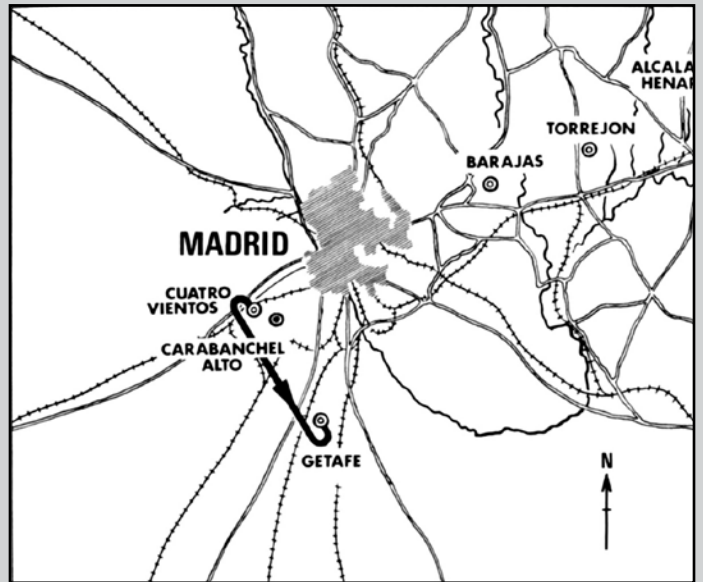 ALCALA
HENAR
TORREJON
BARAJAS
MADRID
CUATRO
VIENTOS
CARABANCHEL
ALTO
GETAFE
N